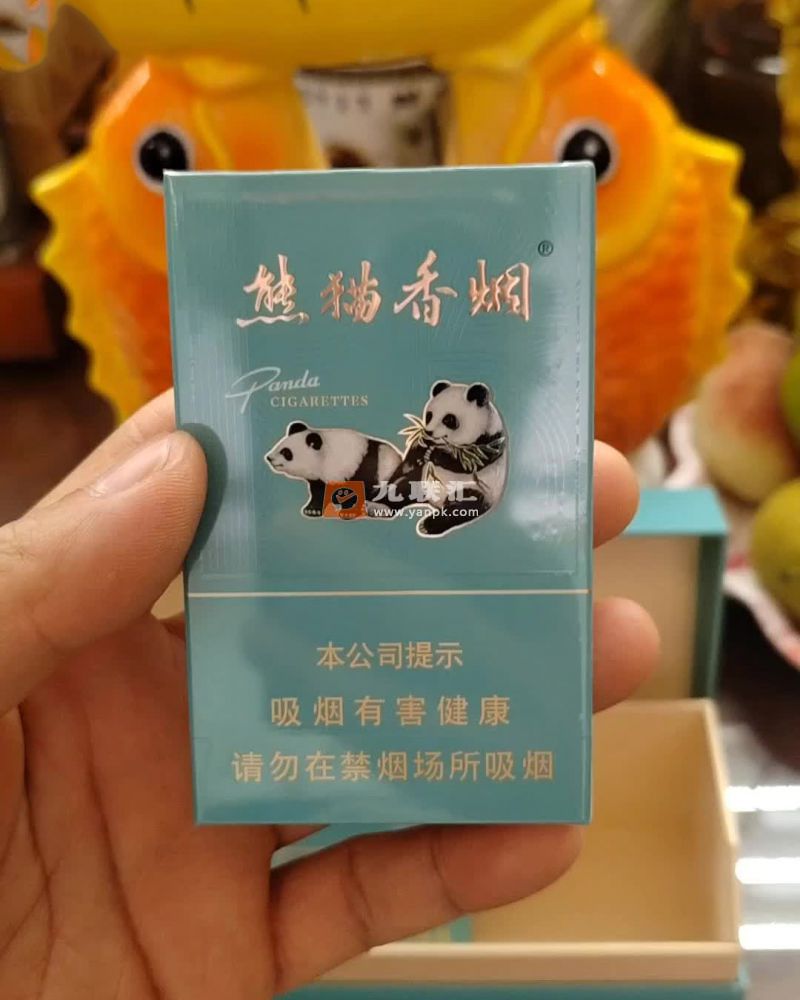 熊猫香烟®
Panda
CIGARETTES
九联汇
www.yanpk.com
本公司提示
吸烟有害健康
请勿在禁烟场所吸烟